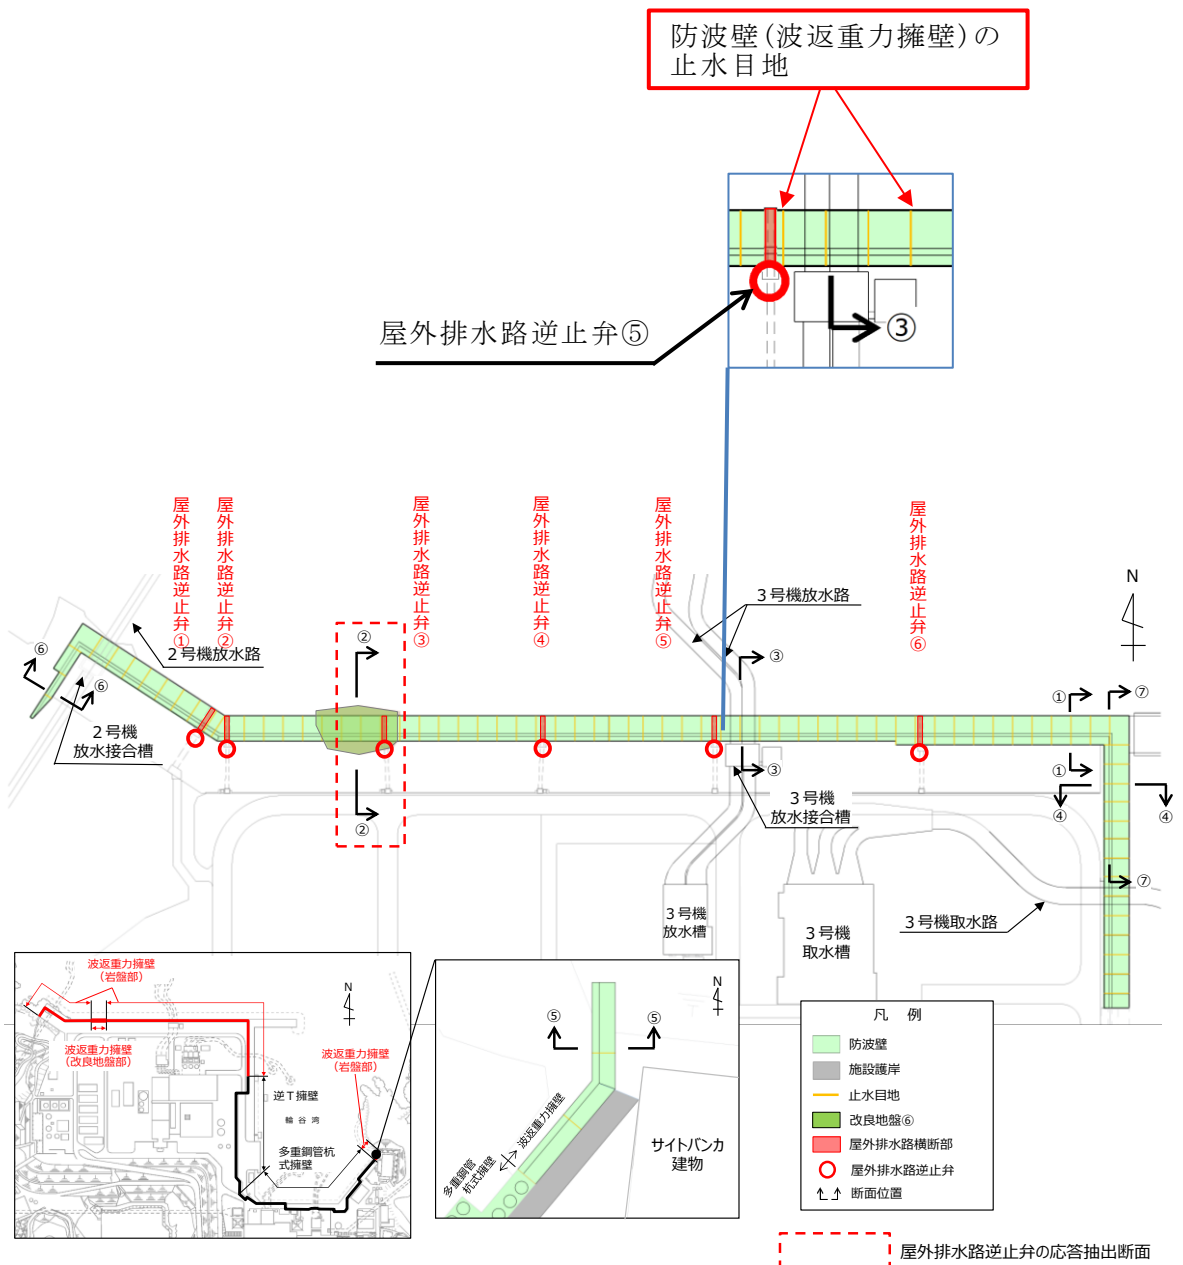 防波壁(波返重力擁壁)の
止水目地
③
屋外排水路逆止弁⑤
屋外排水路逆止弁①
屋外排水路逆止弁②
屋外排水路逆止弁③
屋外排水路逆止弁④
屋外排水路逆止弁⑤
屋外排水路逆止弁⑥
N
3号機放水路
2号機放水路
②
③
⑥
⑥
①
⑦
2号機
放水接合槽
③
①
④
④
②
3号機
放水接合槽
⑦
3号機
放水槽
3号機
取水槽
3号機取水路
波返重力擁壁
(岩盤部)
N
波返重力擁壁
(改良地盤部)
波返重力擁壁
(岩盤部)
逆T擁壁
輪谷湾
多重鋼管杭
式擁壁
N
⑤
⑤
波返重力擁壁
多重鋼管
杭式擁壁
サイトバンカ
建物
凡 例
防波壁
施設護岸
止水目地
改良地盤⑥
屋外排水路横断部
屋外排水路逆止弁
断面位置
屋外排水路逆止弁の応答抽出断面